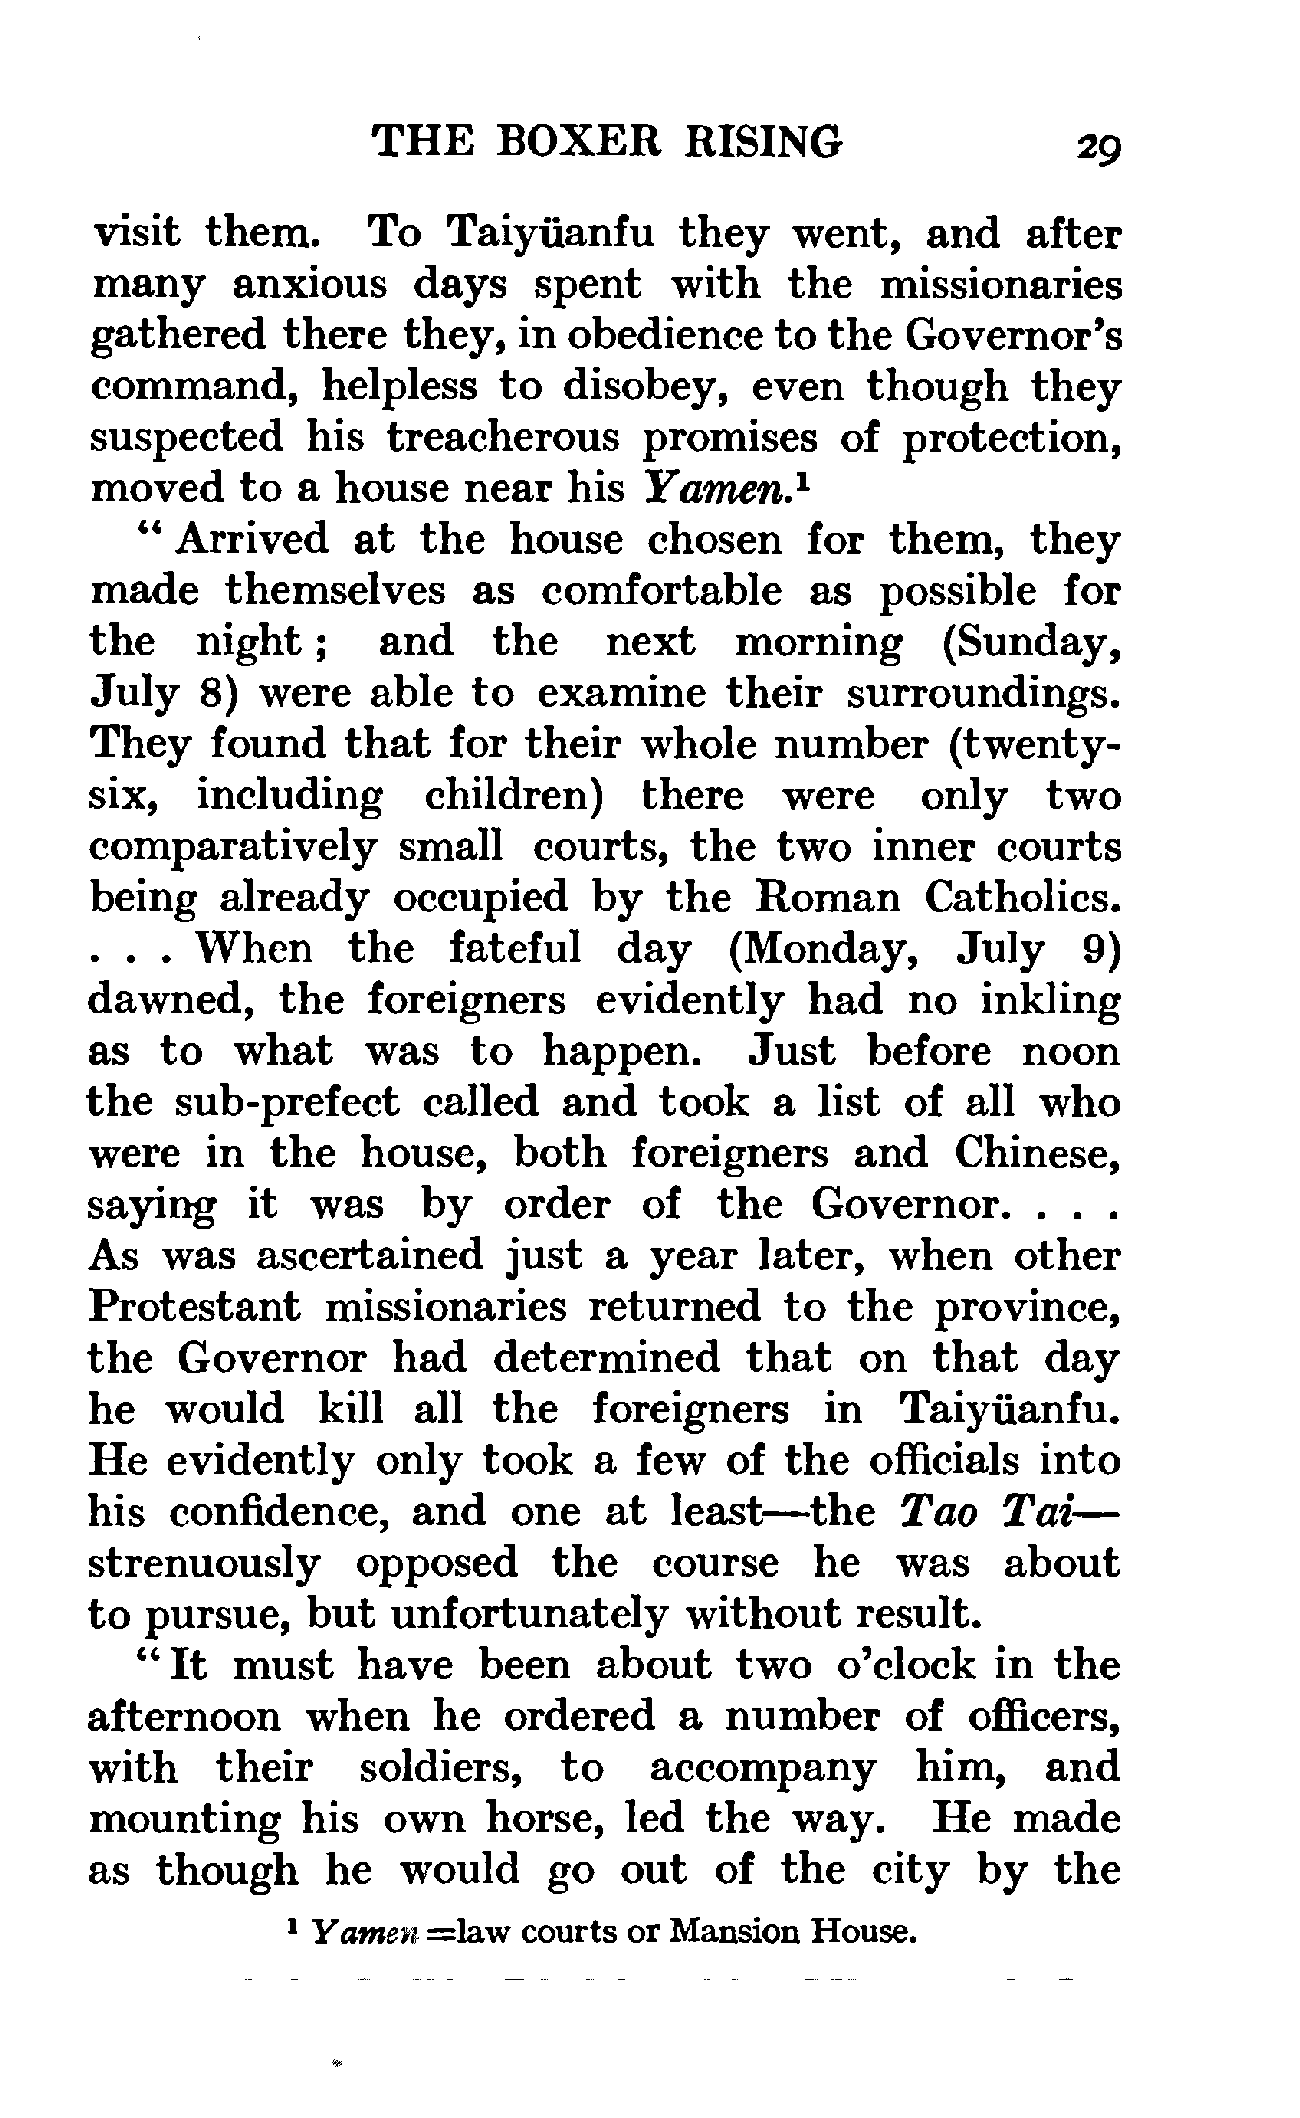 THE BOXER RISING 29
visit them. To Taiyüanfu they went, and after
many anxious days spent with the missionaries
gathered there they, in obedience to the Governor's
command, helpless to disobey, even though they
suspected his treacherous promises of protection,
moved to a house near his Yamen.¹
“ Arrived at the house chosen for them, they
made themselves as comfortable as possible for
the night ; and the next morning (Sunday,
July 8) were able to examine their surroundings.
They found that for their whole number (twenty-
six, including children) there were only two
comparatively small courts, the two inner courts
being already occupied by the Roman Catholics.
. . . When the fateful day (Monday, July 9)
dawned, the foreigners evidently had no inkling
as to what was to happen. Just before noon
the sub-prefect called and took a list of all who
were in the house, both foreigners and Chinese,
saying it was by order of the Governor. . . .
As was ascertained just a year later, when other
Protestant missionaries returned to the province,
the Governor had determined that on that day
he would kill all the foreigners in Taiyüanfu.
He evidently only took a few of the officials into
his confidence, and one at least—the Tao Tai—
strenuously opposed the course he was about
to pursue, but unfortunately without result.
“ It must have been about two o'clock in the
afternoon when he ordered a number of officers,
with their soldiers, to accompany him, and
mounting his own horse, led the way. He made
as though he would go out of the city by the
¹ Yamen =law courts or Mansion House.